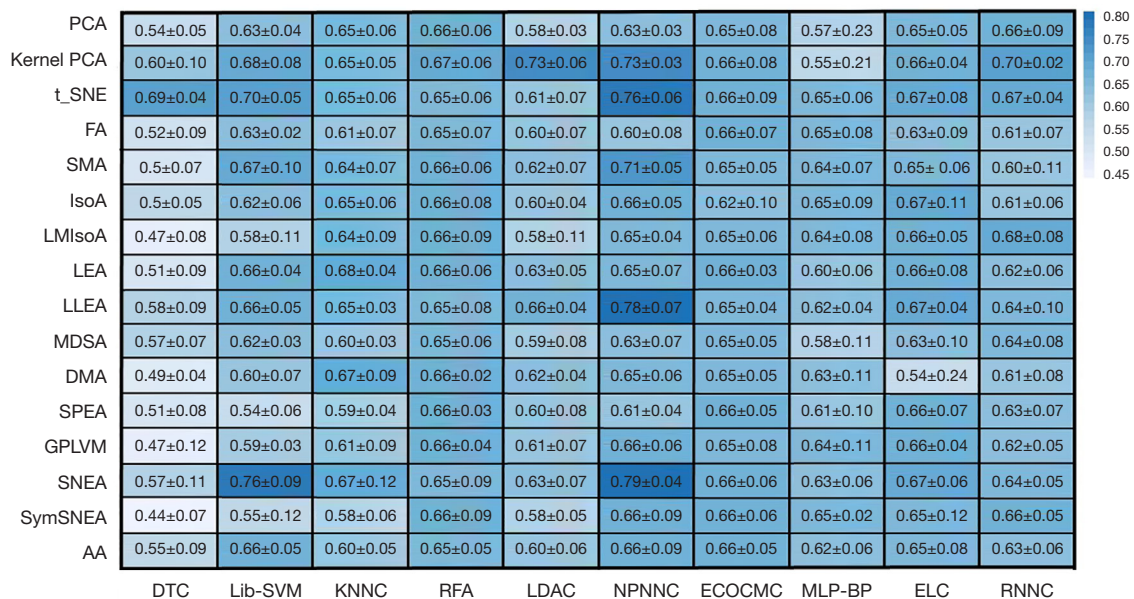 PCA 0.54±0.05 0.63±0.04 0.65±0.06 0.66±0.06 0.58±0.03 0.63±0.03 0.65±0.08 0.57±0.23 0.65±0.05 0.66±0.09
Kernel PCA 0.60±0.10 0.68±0.08 0.65±0.05 0.67±0.06 0.73±0.06 0.73±0.03 0.66±0.08 0.55±0.21 0.66±0.04 0.70±0.02
t_SNE 0.69±0.04 0.70±0.05 0.65±0.06 0.65±0.06 0.61±0.07 0.76±0.06 0.66±0.09 0.65±0.06 0.67±0.08 0.67±0.04
FA 0.52±0.09 0.63±0.02 0.61±0.07 0.65±0.07 0.60±0.07 0.60±0.08 0.66±0.07 0.65±0.08 0.63±0.09 0.61±0.07
SMA 0.5±0.07 0.67±0.10 0.64±0.07 0.66±0.06 0.62±0.07 0.71±0.05 0.65±0.05 0.64±0.07 0.65± 0.06 0.60±0.11
IsoA 0.5±0.05 0.62±0.06 0.65±0.06 0.66±0.08 0.60±0.04 0.66±0.05 0.62±0.10 0.65±0.09 0.67±0.11 0.61±0.06
LMIsoA 0.47±0.08 0.58±0.11 0.64±0.09 0.66±0.09 0.58±0.11 0.65±0.04 0.65±0.06 0.64±0.08 0.66±0.05 0.68±0.08
LEA 0.51±0.09 0.66±0.04 0.68±0.04 0.66±0.06 0.63±0.05 0.65±0.07 0.66±0.03 0.60±0.06 0.66±0.08 0.62±0.06
LLEA 0.58±0.09 0.66±0.05 0.65±0.03 0.65±0.08 0.66±0.04 0.78±0.07 0.65±0.04 0.62±0.04 0.67±0.04 0.64±0.10
MDSA 0.57±0.07 0.62±0.03 0.60±0.03 0.65±0.06 0.59±0.08 0.63±0.07 0.65±0.05 0.58±0.11 0.63±0.10 0.64±0.08
DMA 0.49±0.04 0.60±0.07 0.67±0.09 0.66±0.02 0.62±0.04 0.65±0.06 0.65±0.05 0.63±0.11 0.54±0.24 0.61±0.08
SPEA 0.51±0.08 0.54±0.06 0.59±0.04 0.66±0.03 0.60±0.08 0.61±0.04 0.66±0.05 0.61±0.10 0.66±0.07 0.63±0.07
GPLVM 0.47±0.12 0.59±0.03 0.61±0.09 0.66±0.04 0.61±0.07 0.66±0.06 0.65±0.08 0.64±0.11 0.66±0.04 0.62±0.05
SNEA 0.57±0.11 0.76±0.09 0.67±0.12 0.65±0.09 0.63±0.07 0.79±0.04 0.66±0.06 0.63±0.06 0.67±0.06 0.64±0.05
SymSNEA 0.44±0.07 0.55±0.12 0.58±0.06 0.66±0.09 0.58±0.05 0.66±0.09 0.66±0.06 0.65±0.02 0.65±0.12 0.66±0.05
AA 0.55±0.09 0.66±0.05 0.60±0.05 0.65±0.05 0.60±0.06 0.66±0.09 0.66±0.05 0.62±0.06 0.65±0.08 0.63±0.06
DTC Lib-SVM KNNC RFA LDAC NPNNC ECOCMC MLP-BP ELC RNNC
0.80
0.75
0.70
0.65
0.60
0.55
0.50
0.45